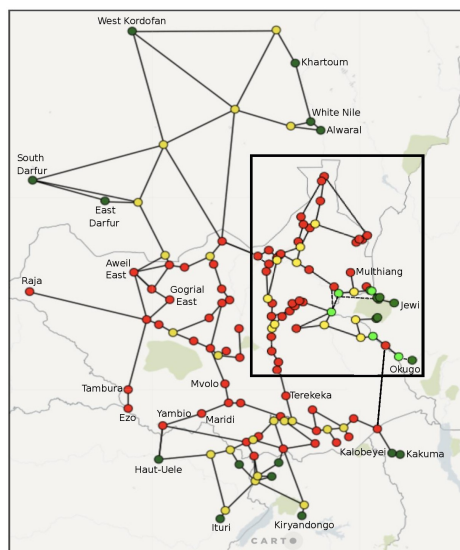 West Kordofan
Khartoum
White Nile
Alwaral
South
Darfur
East
Darfur
Aweil
East
Multhiang
Raja
Gogrial
East
Jewi
Okugo
Tambura
Mvolo
Terekeka
Ezo
Yambio
Maridi
Kalobeyei
Kakuma
Haut-Uele
Ituri
Kiryandongo
CARTO